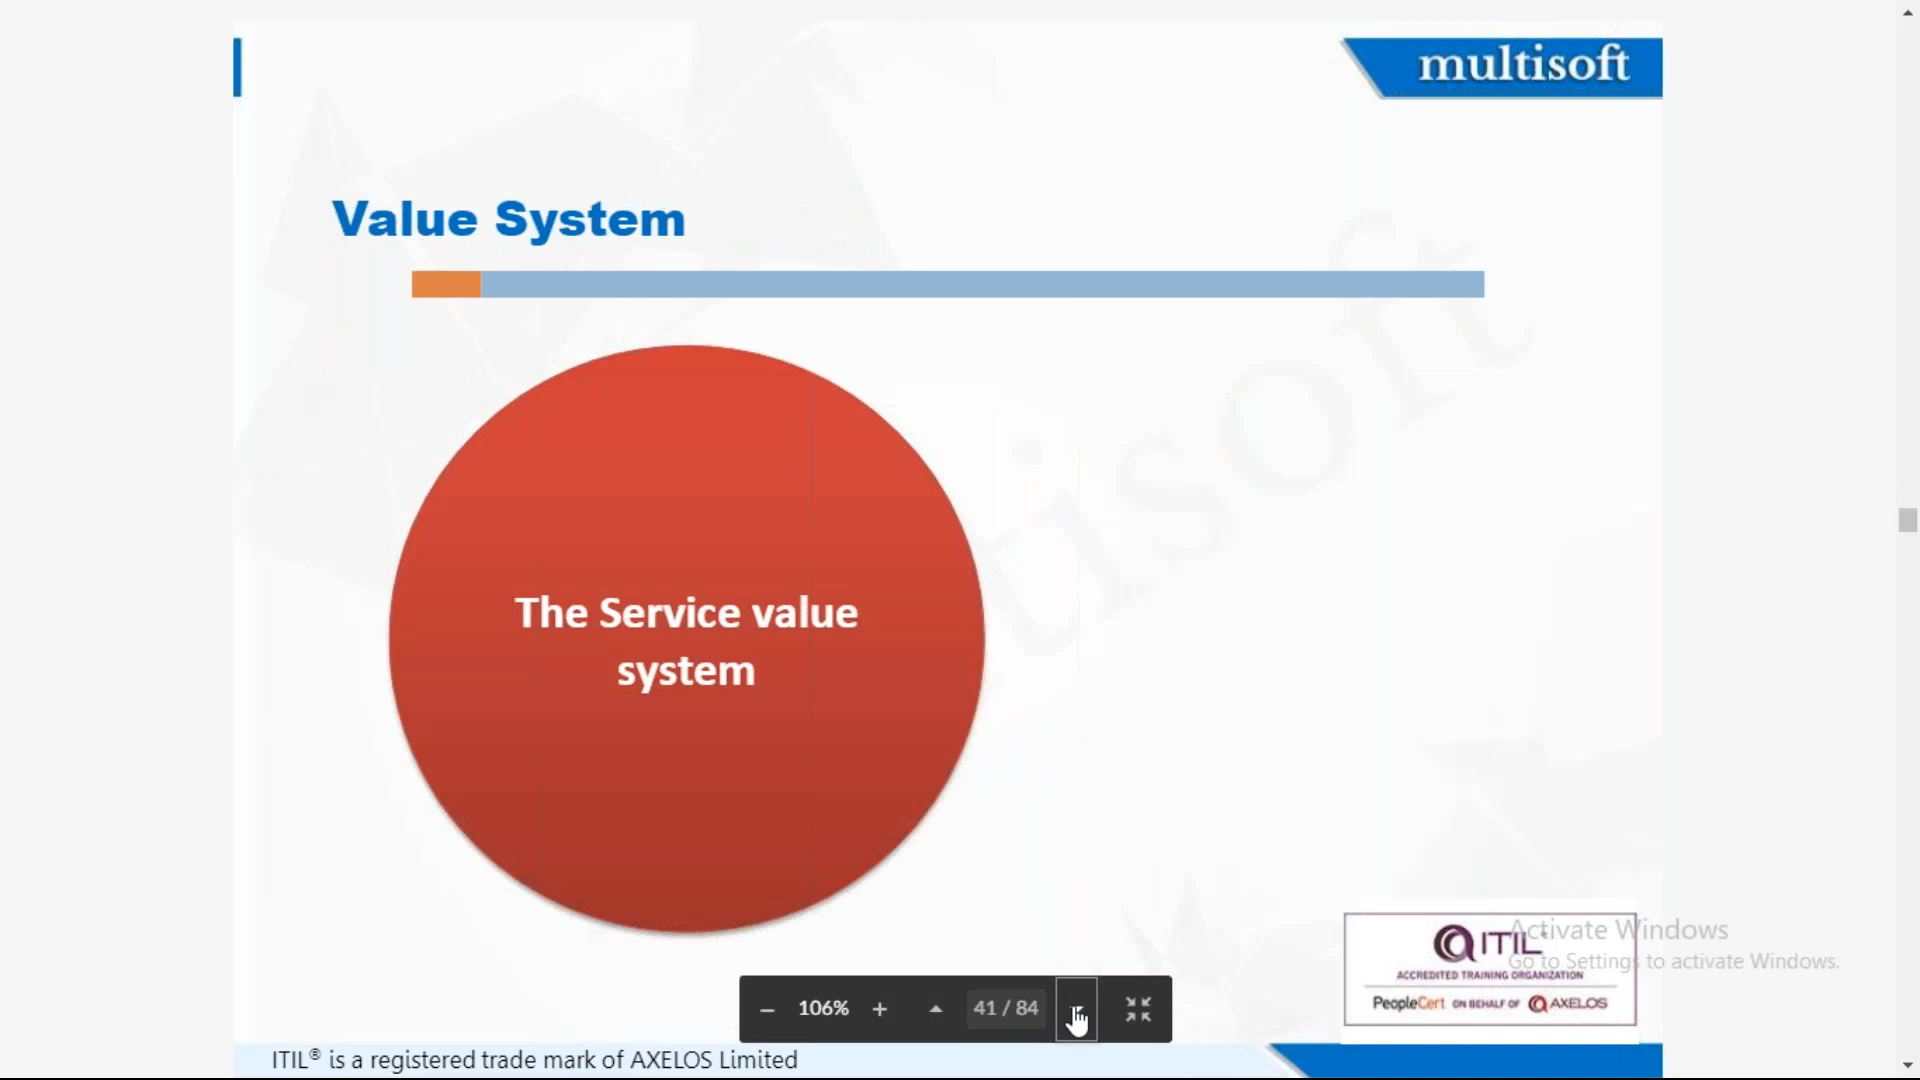 multisoft
Value System
The Service value
system
tisoft
ITIL
ACCREDITED TRAINING ORGANIZATION
PeopleCert ON BEHALF OF AXELOS
Activate Windows
Go to Settings to activate Windows.
− 106% + 41 / 84
ITIL® is a registered trade mark of AXELOS Limited